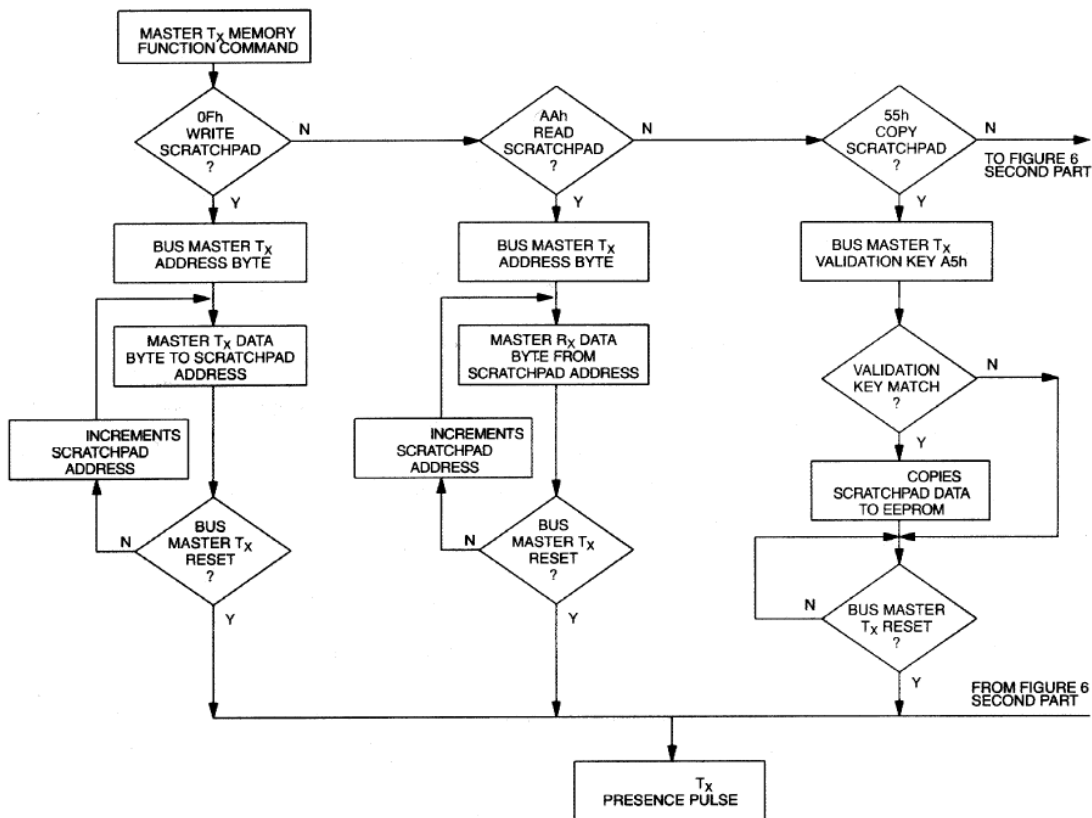 MASTER TX MEMORY
FUNCTION COMMAND
0Fh
WRITE
SCRATCHPAD
?
N
Y
AAh
READ
SCRATCHPAD
?
N
Y
55h
COPY
SCRATCHPAD
?
N
Y
TO FIGURE 6
SECOND PART
BUS MASTER TX
ADDRESS BYTE
BUS MASTER TX
ADDRESS BYTE
BUS MASTER TX
VALIDATION KEY A5h
MASTER TX DATA
BYTE TO SCRATCHPAD
ADDRESS
MASTER RX DATA
BYTE FROM
SCRATCHPAD ADDRESS
VALIDATION
KEY MATCH
?
N
Y
INCREMENTS
SCRATCHPAD
ADDRESS
INCREMENTS
SCRATCHPAD
ADDRESS
COPIES
SCRATCHPAD DATA
TO EEPROM
BUS
MASTER TX
RESET
?
N
Y
BUS
MASTER TX
RESET
?
N
Y
BUS MASTER
TX RESET
?
N
Y
FROM FIGURE 6
SECOND PART
TX
PRESENCE PULSE